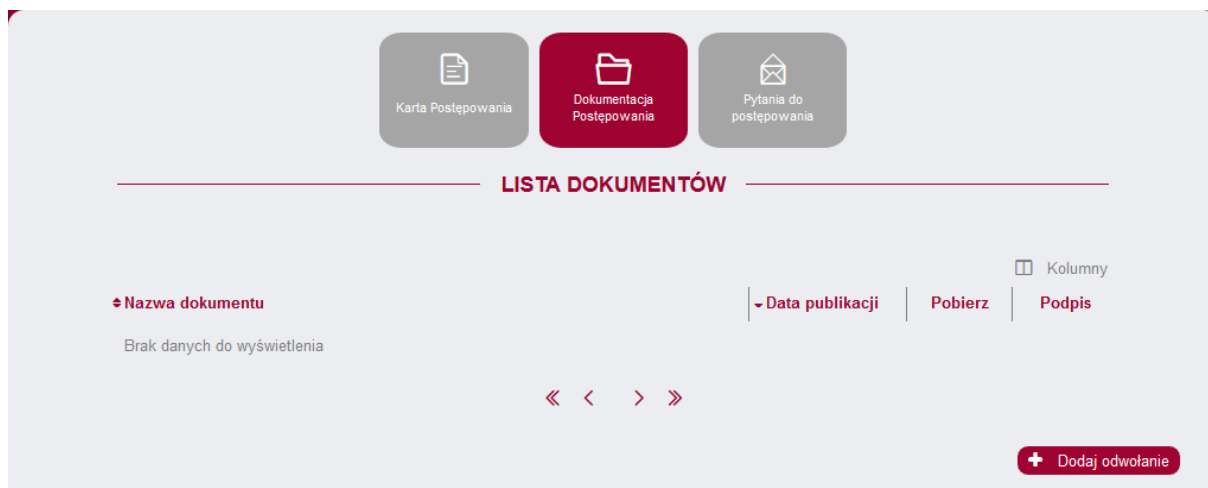 Karta Postępowania
Dokumentacja
Postępowania
Pytania do
postępowania
LISTA DOKUMENTÓW
Kolumny
Nazwa dokumentu Data publikacji Pobierz Podpis
Brak danych do wyświetlenia
Dodaj odwołanie